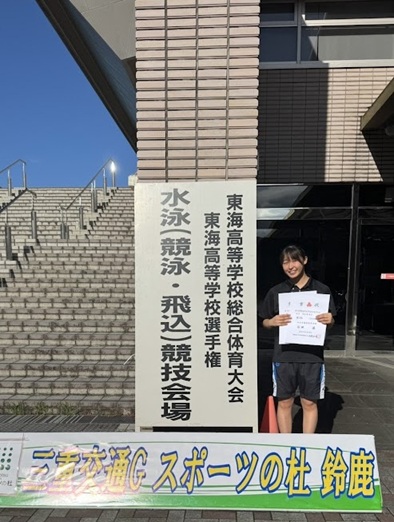 東海高等学校総合体育大会
東海高等学校選手権
水泳(競泳・飛込)競技会場
賞状
三重交通G スポーツの杜 鈴鹿